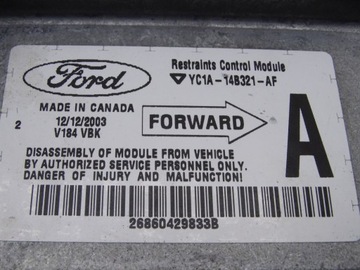 Ford
Restraints Control Module
YC1A-14B321-AF
MADE IN CANADA
12/12/2003
V184 VBK
2
FORWARD
A
DISASSEMBLY OF MODULE FROM VEHICLE
BY AUTHORIZED SERVICE PERSONNEL ONLY.
DANGER OF INJURY AND MALFUNCTION!
26860429833B